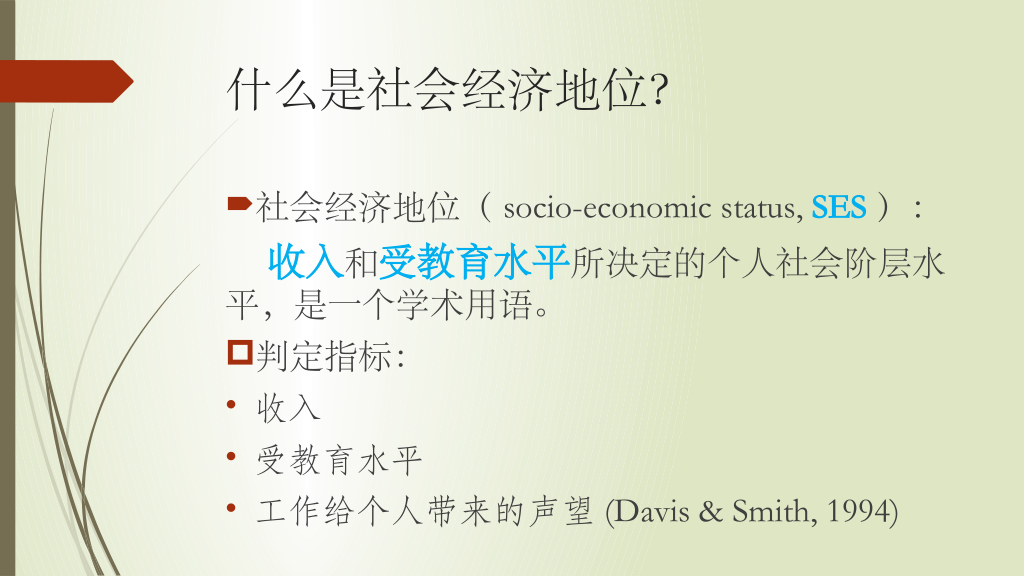 什么是社会经济地位?
社会经济地位（ socio-economic status, SES ）:
收入和受教育水平所决定的个人社会阶层水
平，是一个学术用语。
判定指标:
• 收入
• 受教育水平
• 工作给个人带来的声望 (Davis & Smith, 1994)